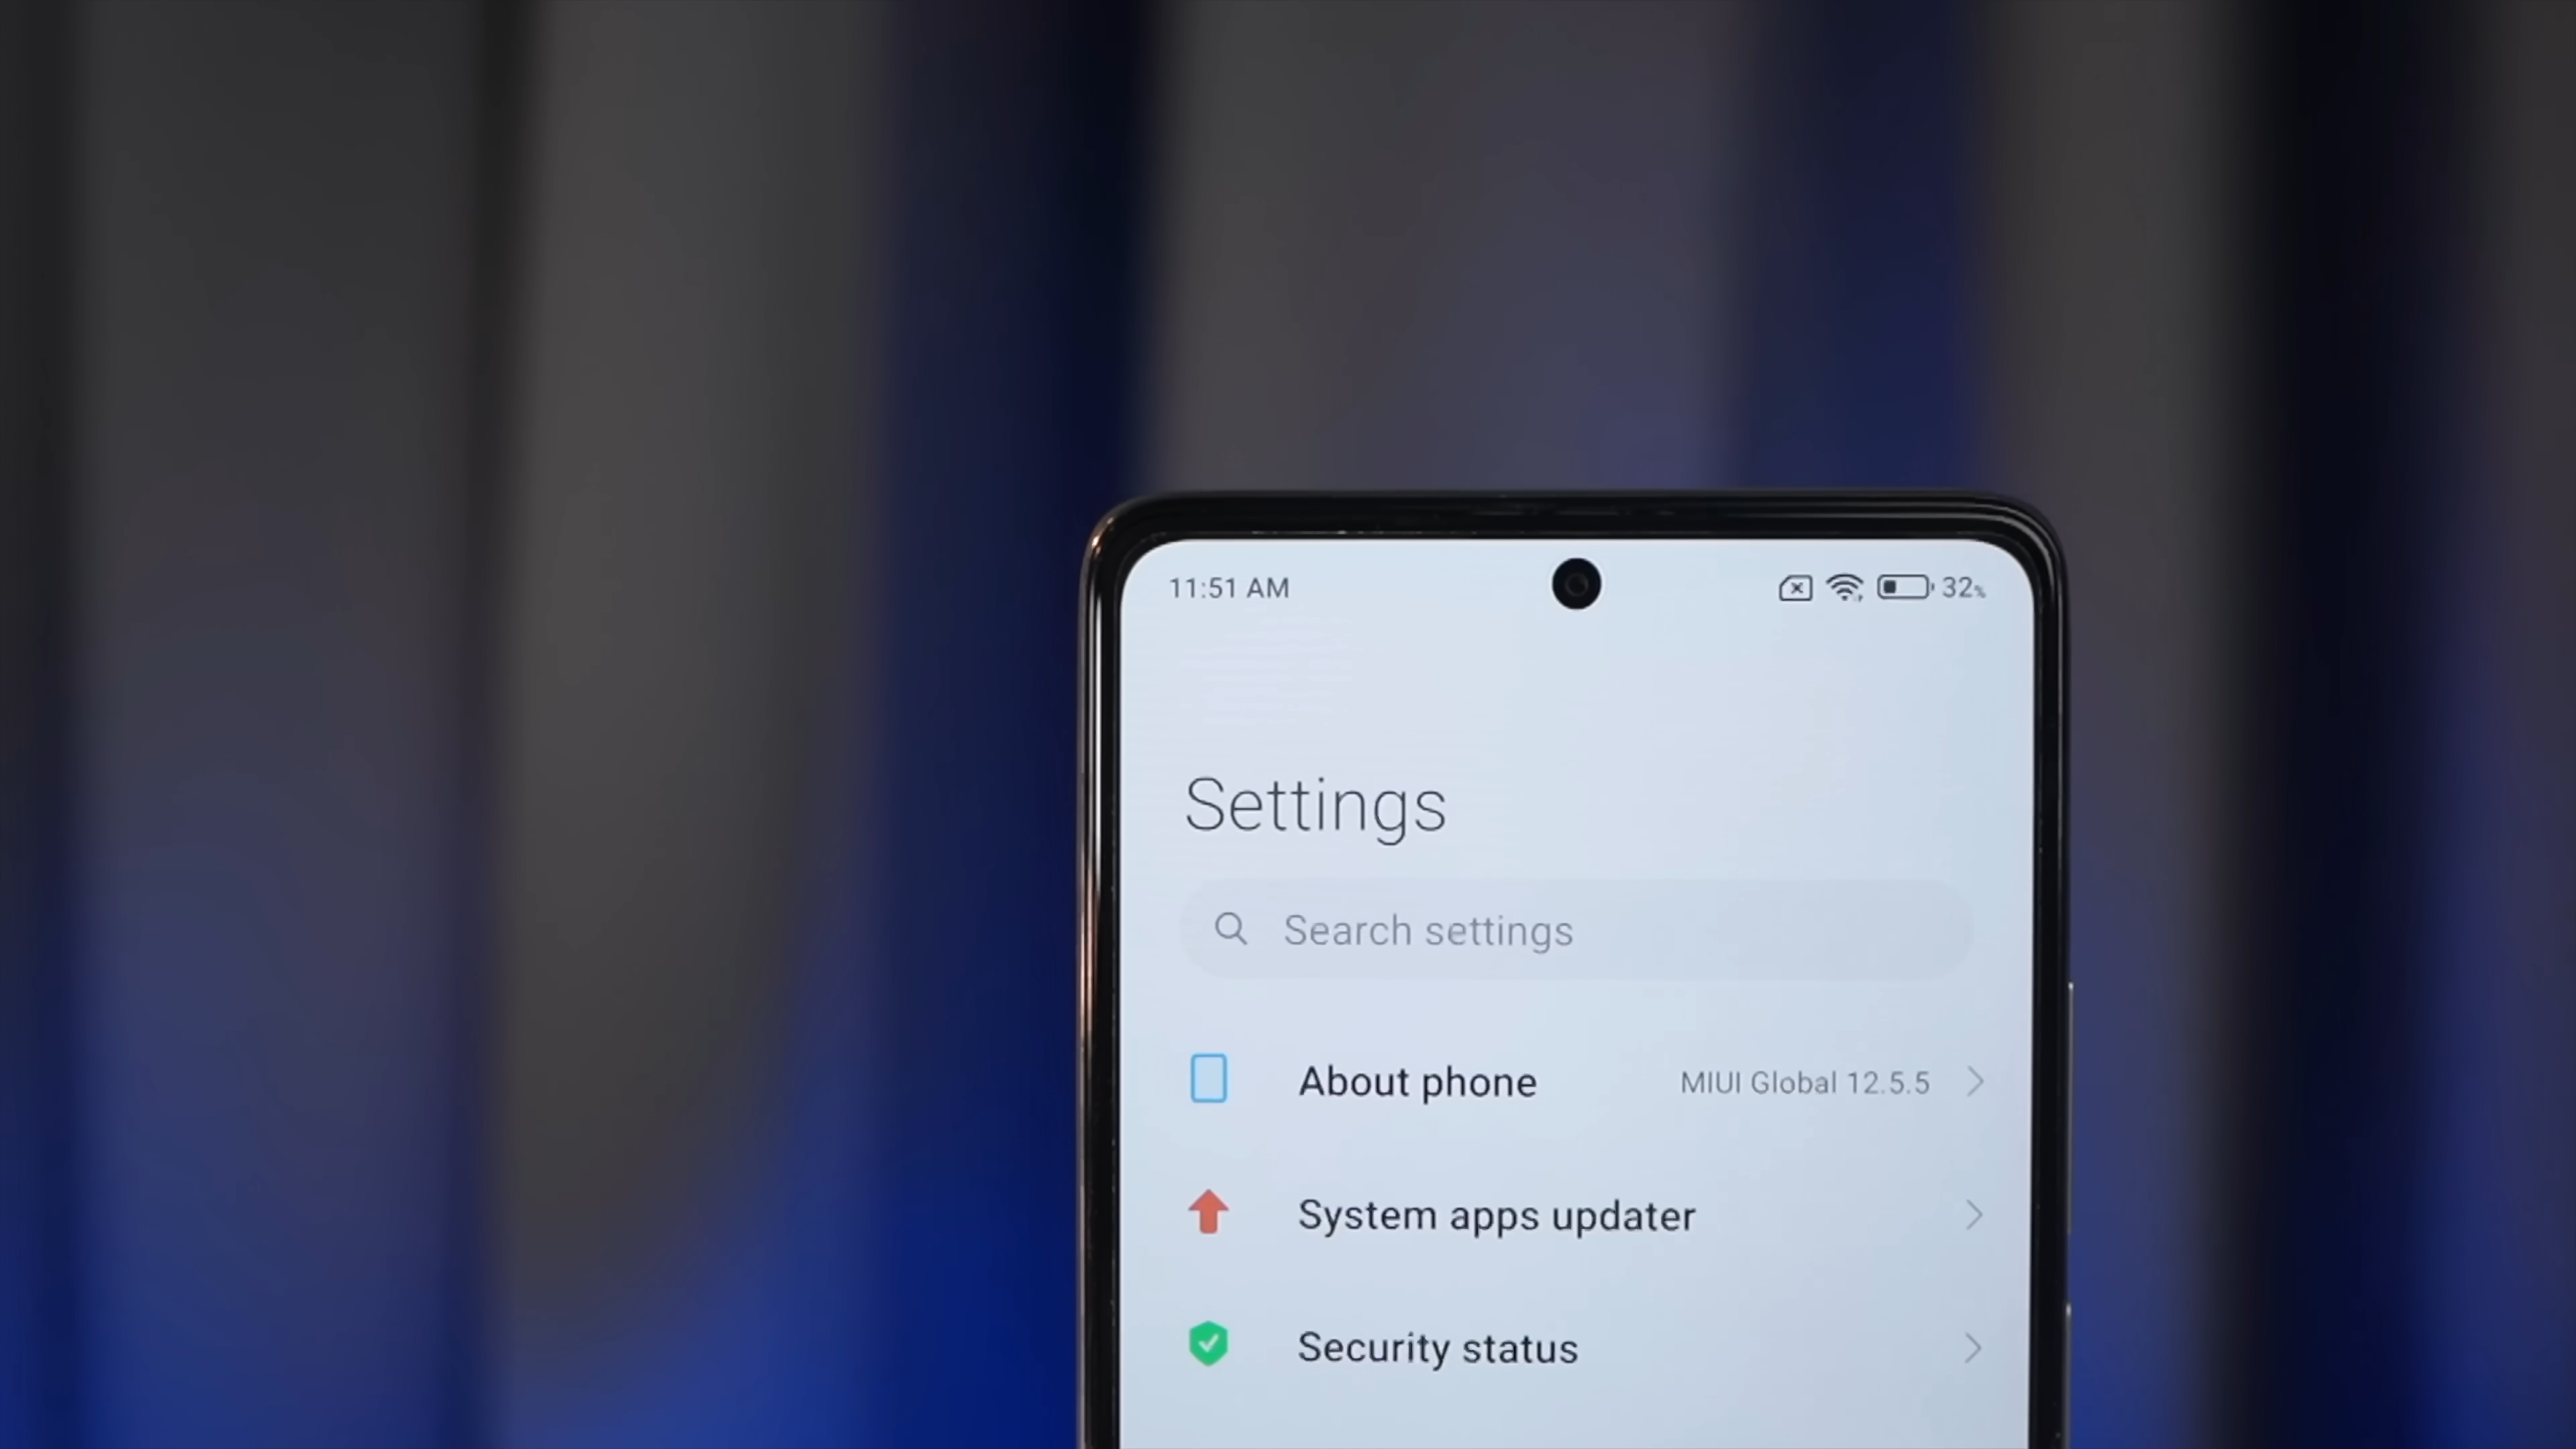 11:51 AM 32%
Settings
Search settings
About phone MIUI Global 12.5.5
System apps updater
Security status